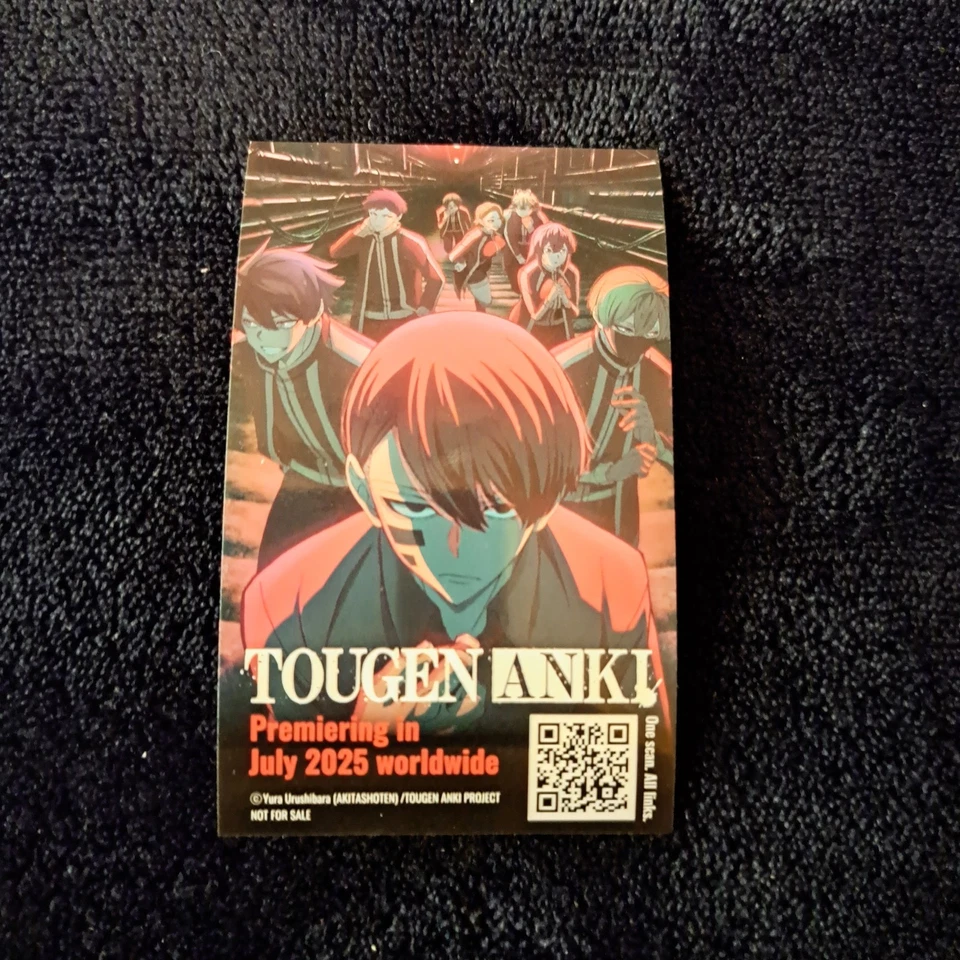 TOUGEN ANKI
Premiering in
July 2025 worldwide
©Yura Urushibara (AKITASHOTEN) /TOUGEN ANKI PROJECT
NOT FOR SALE
One scan. All links.